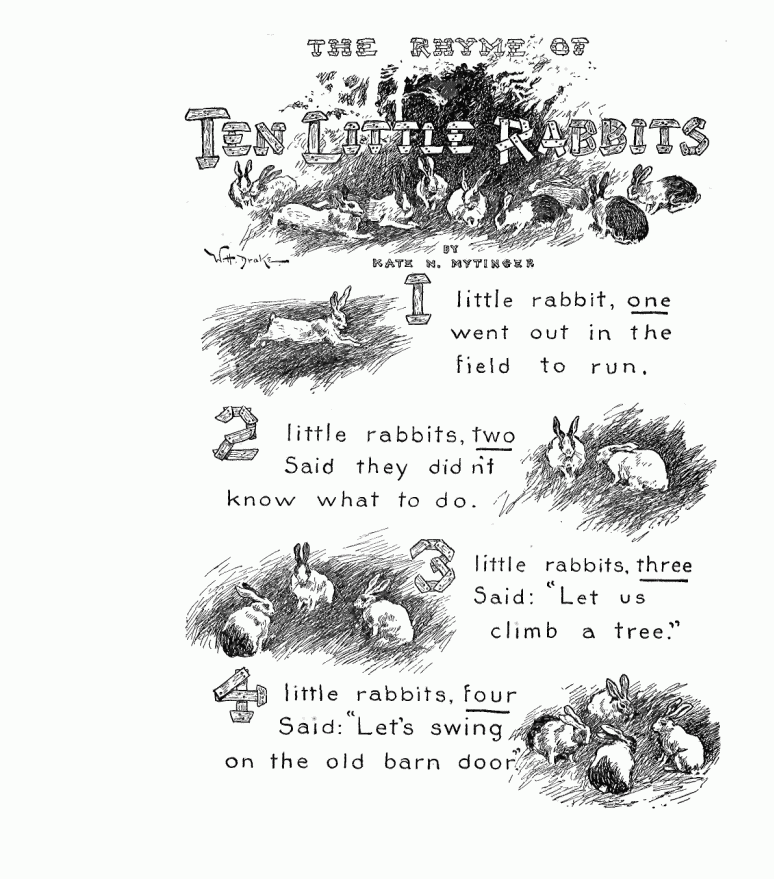 THE RHYME OF
TEN LITTLE RABBITS
W.H. Drake.
BY
KATE N. MYTINGER
1 little rabbit, one
went out in the
field to run.
2 little rabbits, two
Said they didn't
know what to do.
3 little rabbits, three
Said: "Let us
climb a tree."
4 little rabbits, four
Said: "Let's swing
on the old barn door."